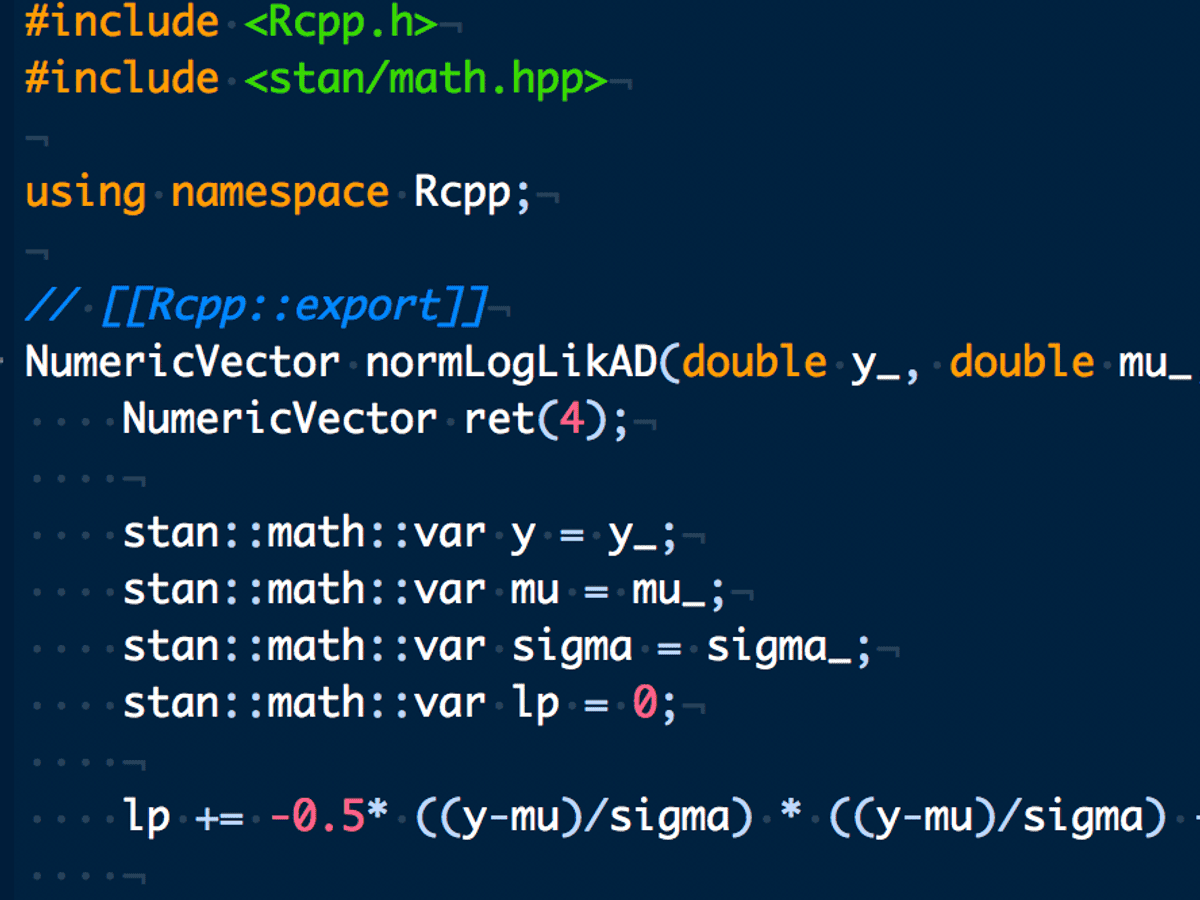 #include <Rcpp.h>
#include <stan/math.hpp>
using namespace Rcpp;
// [[Rcpp::export]]
NumericVector normLogLikAD(double y_, double mu_
NumericVector ret(4);
stan::math::var y = y_;
stan::math::var mu = mu_;
stan::math::var sigma = sigma_;
stan::math::var lp = 0;
lp += -0.5* ((y-mu)/sigma) * ((y-mu)/sigma) -